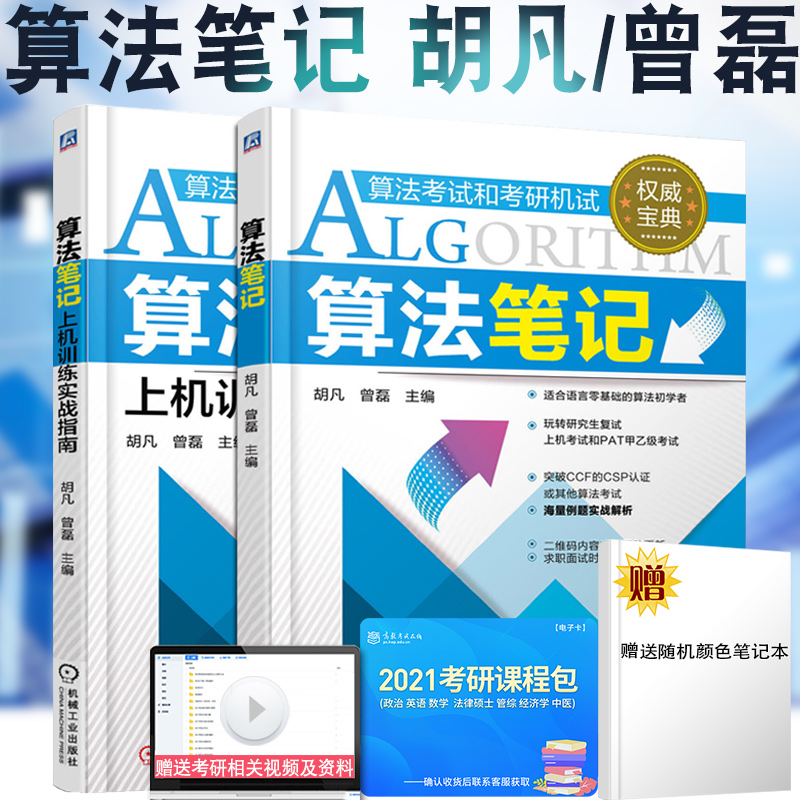 算法笔记 胡凡/曾磊
算法
算法笔记上机训练实战指南
胡凡 曾磊 主编
机械工业出版社
CHINA MACHINE PRESS
上机训
胡凡 曾磊 主编
算法笔记
胡凡 曾磊 主编
算法考试和考研机试
ALGORITHM
权威
宝典
算法笔记
胡凡 曾磊 主编
适合语言零基础的算法初学者
玩转研究生复试
上机考试和PAT甲乙级考试
突破CCF的CSP认证
或其他算法考试
海量例题实战解析
二维码内容
求职面试时
赠
赠送随机颜色笔记本
赠送考研相关视频及资料
高教考试在线
【电子卡】
2021考研课程包
(政治 英语 数学 法律硕士 管综 经济学 中医)
——确认收货后联系客服获取